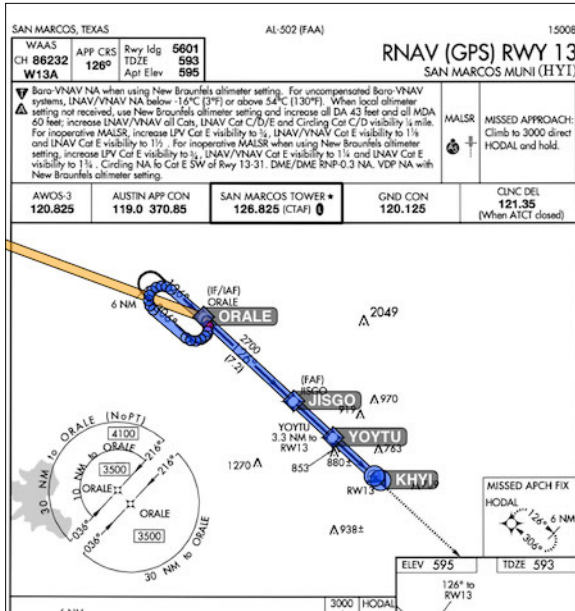 SAN MARCOS, TEXAS
AL-502 (FAA)
15008
WAAS
CH 86232
W13A
APP CRS
126°
Rwy ldg 5601
TDZE 593
Apt Elev 595
RNAV (GPS) RWY 13
SAN MARCOS MUNI (HYI)
Baro-VNAV NA when using New Braunfels altimeter setting. For uncompensated Baro-VNAV
systems, LNAV/VNAV NA below -16°C (3°F) or above 54°C (130°F). When local altimeter
setting not received, use New Braunfels altimeter setting and increase all DA 43 feet and all MDA
60 feet; increase LNAV/VNAV all Cats, LNAV Cat C/D/E and Circling Cat C/D visibility ¼ mile.
For inoperative MALSR, increase LPV Cat E visibility to ¾, LNAV/VNAV Cat E visibility to 1⅛
and LNAV Cat E visibility to 1½. For inoperative MALSR when using New Braunfels altimeter
setting, increase LPV Cat E visibility to ¾, LNAV/VNAV Cat E visibility to 1¼ and LNAV Cat E
visibility to 1¾. Circling NA fo Cat E SW of Rwy 13-31. DME/DME RNP-0.3 NA. VDP NA with
New Braunfels altimeter setting.
MALSR
MISSED APPROACH:
Climb to 3000 direct
HODAL and hold.
AWOS-3
120.825
AUSTIN APP CON
119.0 370.85
SAN MARCOS TOWER★
126.825 (CTAF)
GND CON
120.125
CLNC DEL
121.35
(When ATCT closed)
6 NM
(IF/IAF)
ORALE
ORALE
2049
2700
126°
(7.2)
(FAF)
JISGO
JISGO
970
919
YOYTU
3.3 NM to
RW13
YOYTU
763
853
880±
1270
KHYI
RW13
938±
30 NM to ORALE (NoPT)
4100
10 NM to ORALE
3500
216°
216°
ORALE
ORALE
036°
036°
3500
30 NM to ORALE
MISSED APCH FIX
HODAL
126°
6 NM
306°
ELEV 595
TDZE 593
126° to
RW13
3000
HODAL